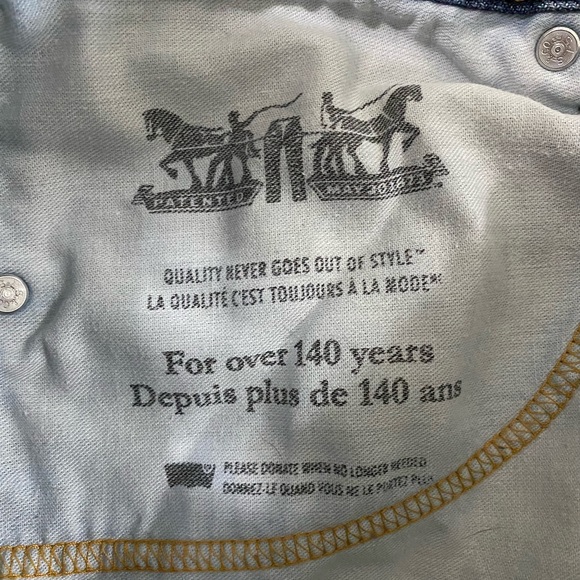 PATENTED MAY 20 1873
QUALITY NEVER GOES OUT OF STYLE™
LA QUALITÉ C'EST TOUJOURS À LA MODE™
For over 140 years
Depuis plus de 140 ans
PLEASE DONATE WHEN NO LONGER NEEDED
DONNEZ-LE QUAND VOUS NE LE PORTEZ PLUS